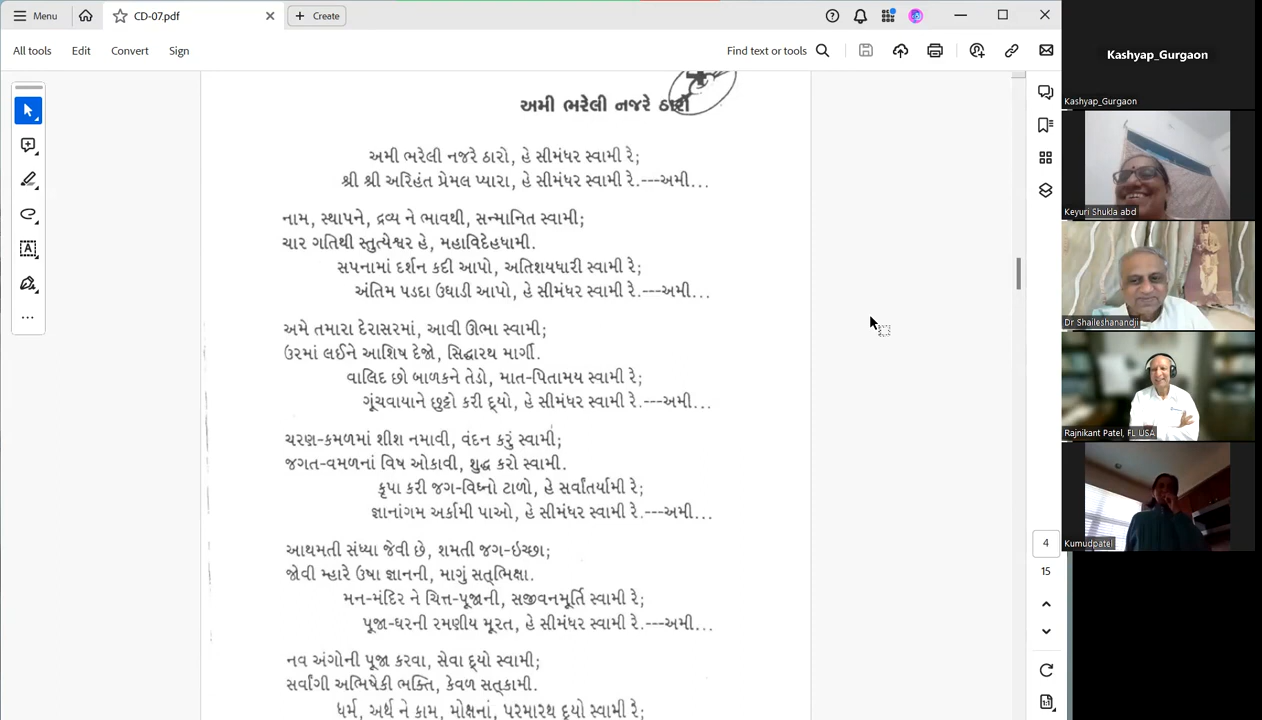 Menu
CD-07.pdf
Create
All tools
Edit
Convert
Sign
Find text or tools
અમી ભરેલી નજરે ઠારો
અમી ભરેલી નજરે ઠારો, હે સીમંધર સ્વામી રે;
શ્રી શ્રી અરિહંત પ્રેમલ પ્યારા, હે સીમંધર સ્વામી રે.---અમી...
નામ, સ્થાપને, દ્રવ્ય ને ભાવથી, સન્માનિત સ્વામી;
ચાર ગતિથી સ્તુત્યેશ્વર હે, મહાવિદેહધામી.
સપનામાં દર્શન કદી આપો, અતિશયધારી સ્વામી રે;
અંતિમ પડદા ઉઘાડી આપો, હે સીમંધર સ્વામી રે.---અમી...
અમે તમારા દેરાસરમાં, આવી ઊભા સ્વામી;
ઉરમાં લઈને આશિષ દેજો, સિદ્ધારથ માર્ગી.
વાલિદ છો બાળકને તેડો, માત-પિતામય સ્વામી રે;
ગૂંચવાયાને છુટ્ટો કરી દ્‌યો, હે સીમંધર સ્વામી રે.---અમી...
ચરણ-કમળમાં શીશ નમાવી, વંદન કરું સ્વામી;
જગત-વમળનાં વિષ ઓકાવી, શુદ્ધ કરો સ્વામી.
કૃપા કરી જગ-વિઘ્નો ટાળો, હે સર્વાંતર્યામી રે;
જ્ઞાનાંગમ અર્કામી પાઓ, હે સીમંધર સ્વામી રે.---અમી...
આથમતી સંધ્યા જેવી છે, શમતી જગ-ઇચ્છા;
જોવી મ્હારે ઉષા જ્ઞાનની, માગું સત્‌ભિક્ષા.
મન-મંદિર ને ચિત્ત-પૂજાની, સજીવનમૂર્તિ સ્વામી રે;
પૂજા-ઘરની રમણીય મૂરત, હે સીમંધર સ્વામી રે.---અમી...
નવ અંગોની પૂજા કરવા, સેવા દ્‌યો સ્વામી;
સર્વાંગી અભિષેકી ભક્તિ, કેવળ સત્‌કામી.
ધર્મ, અર્થ ને કામ, મોક્ષનાં, પરમારથ દ્‌યો સ્વામી રે;
4
15
Kashyap_Gurgaon
Kashyap_Gurgaon
Keyuri Shukla abd
Dr Shaileshanandji
Rajnikant Patel, FL USA
Kumudpatel